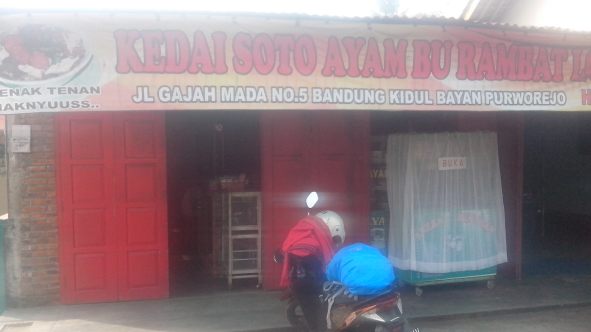 KEDAI SOTO AYAM BU RAMBAT
ENAK TENAN
MAKNYUUSS..
JL GAJAH MADA NO.5 BANDUNG KIDUL BAYAN PURWOREJO
BUKA